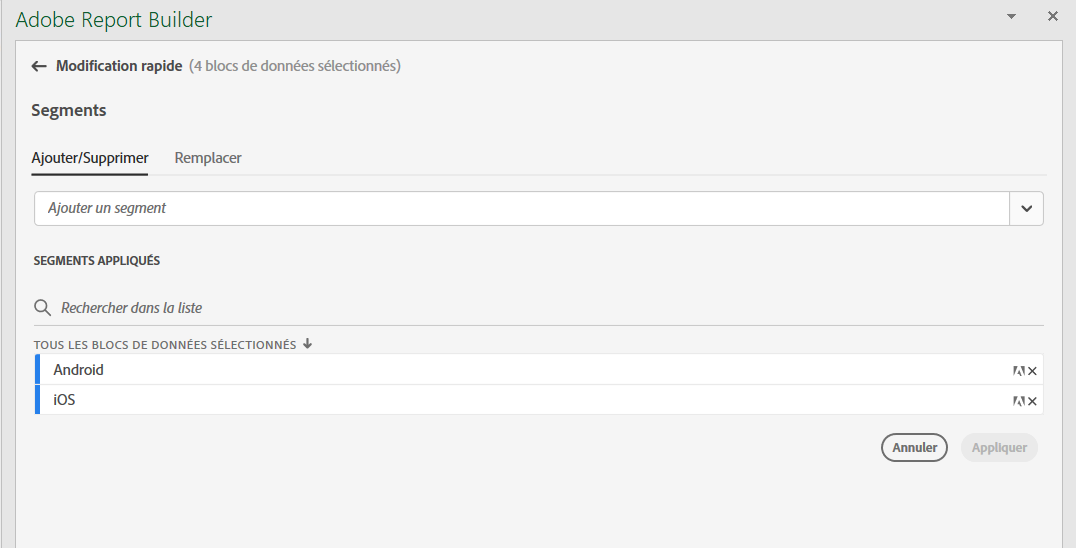 Adobe Report Builder
Modification rapide (4 blocs de données sélectionnés)
Segments
Ajouter/Supprimer Remplacer
Ajouter un segment
SEGMENTS APPLIQUÉS
Rechercher dans la liste
TOUS LES BLOCS DE DONNÉES SÉLECTIONNÉS
Android
iOS
Annuler Appliquer